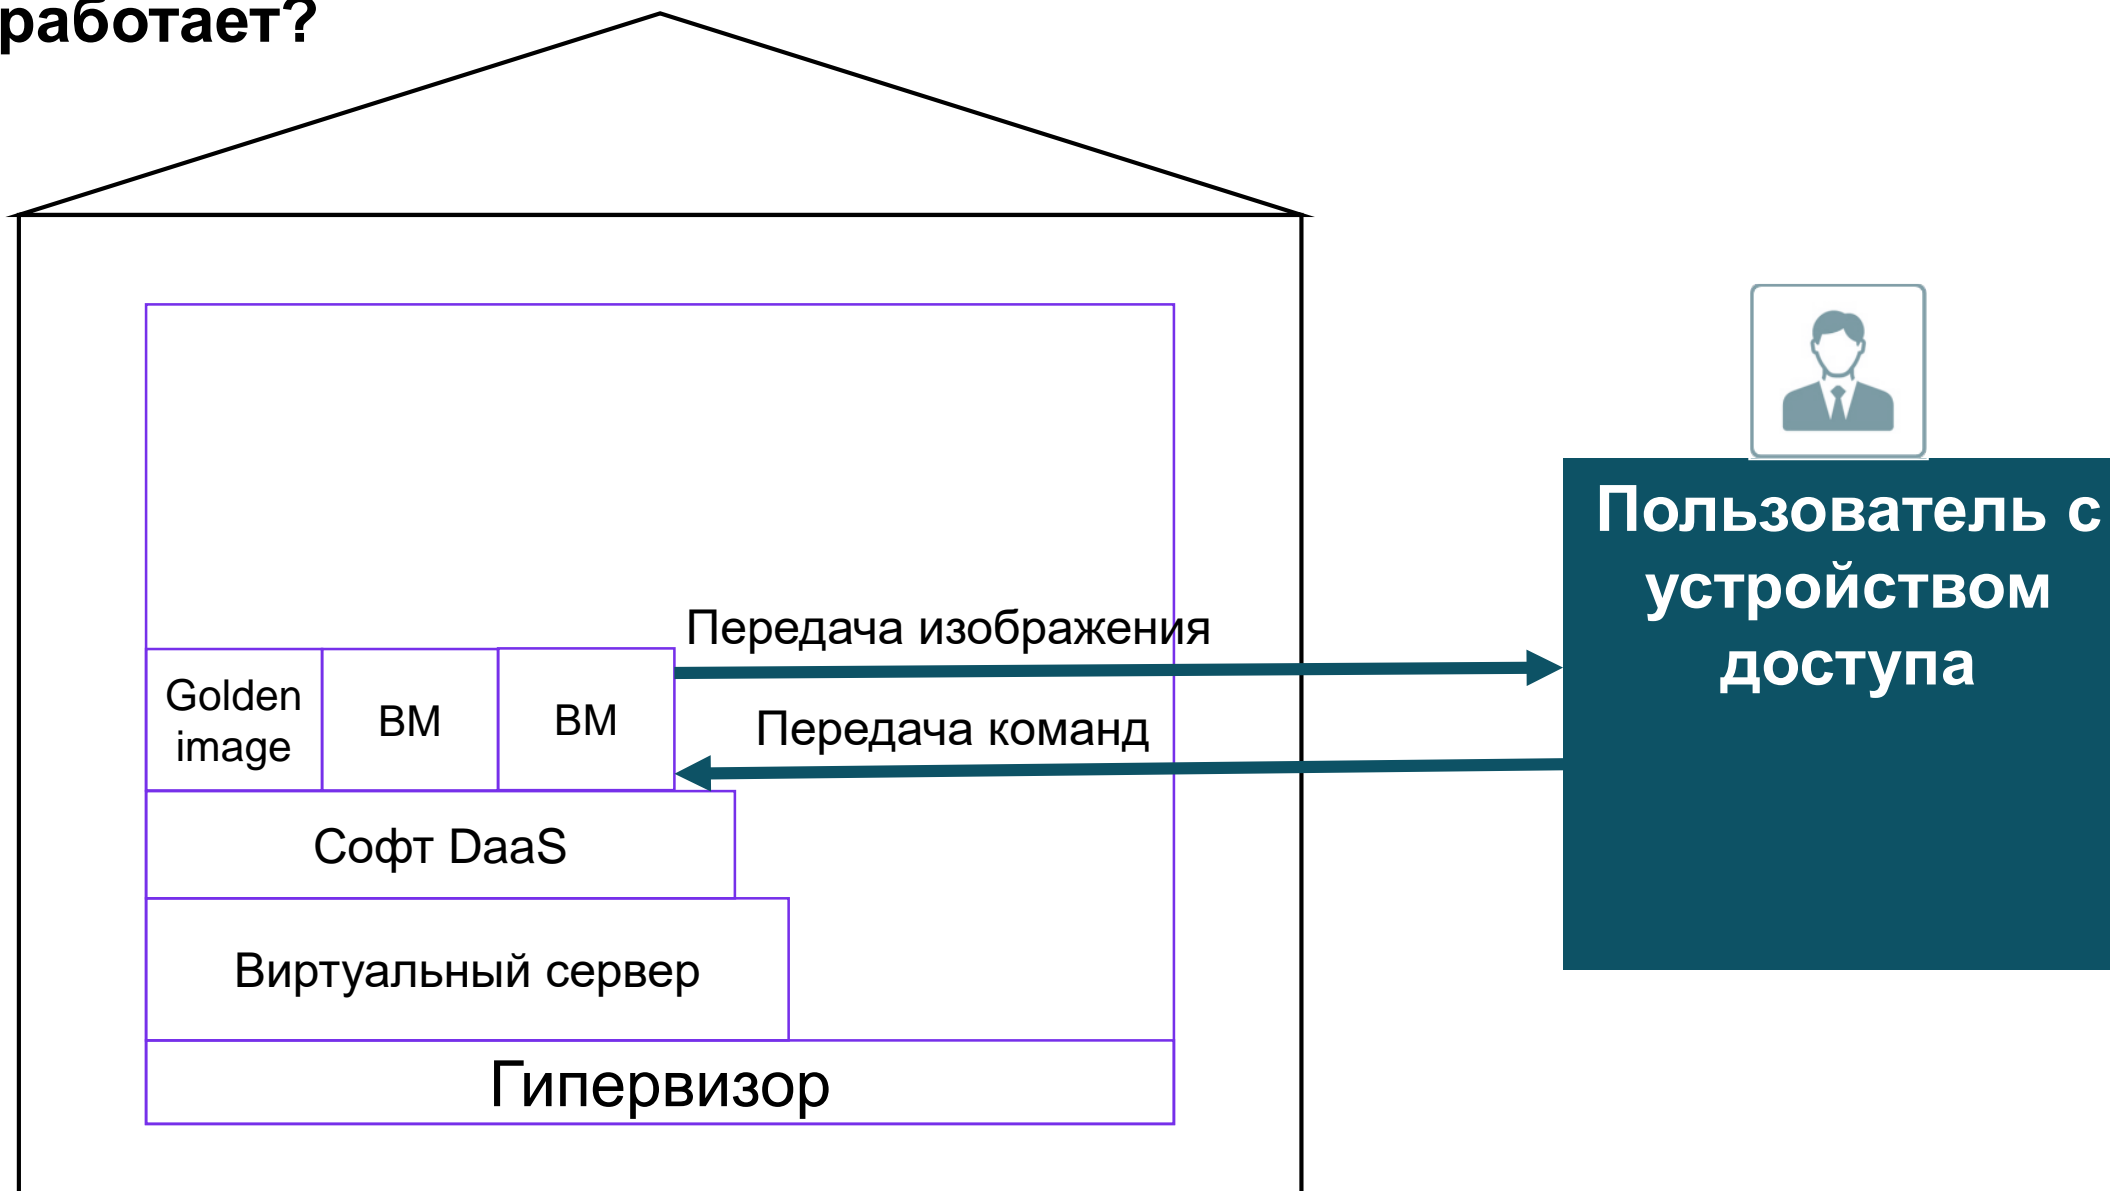 работает?
Пользователь с
устройством
доступа
Передача изображения
Golden
image
ВМ
ВМ
Передача команд
Софт DaaS
Виртуальный сервер
Гипервизор